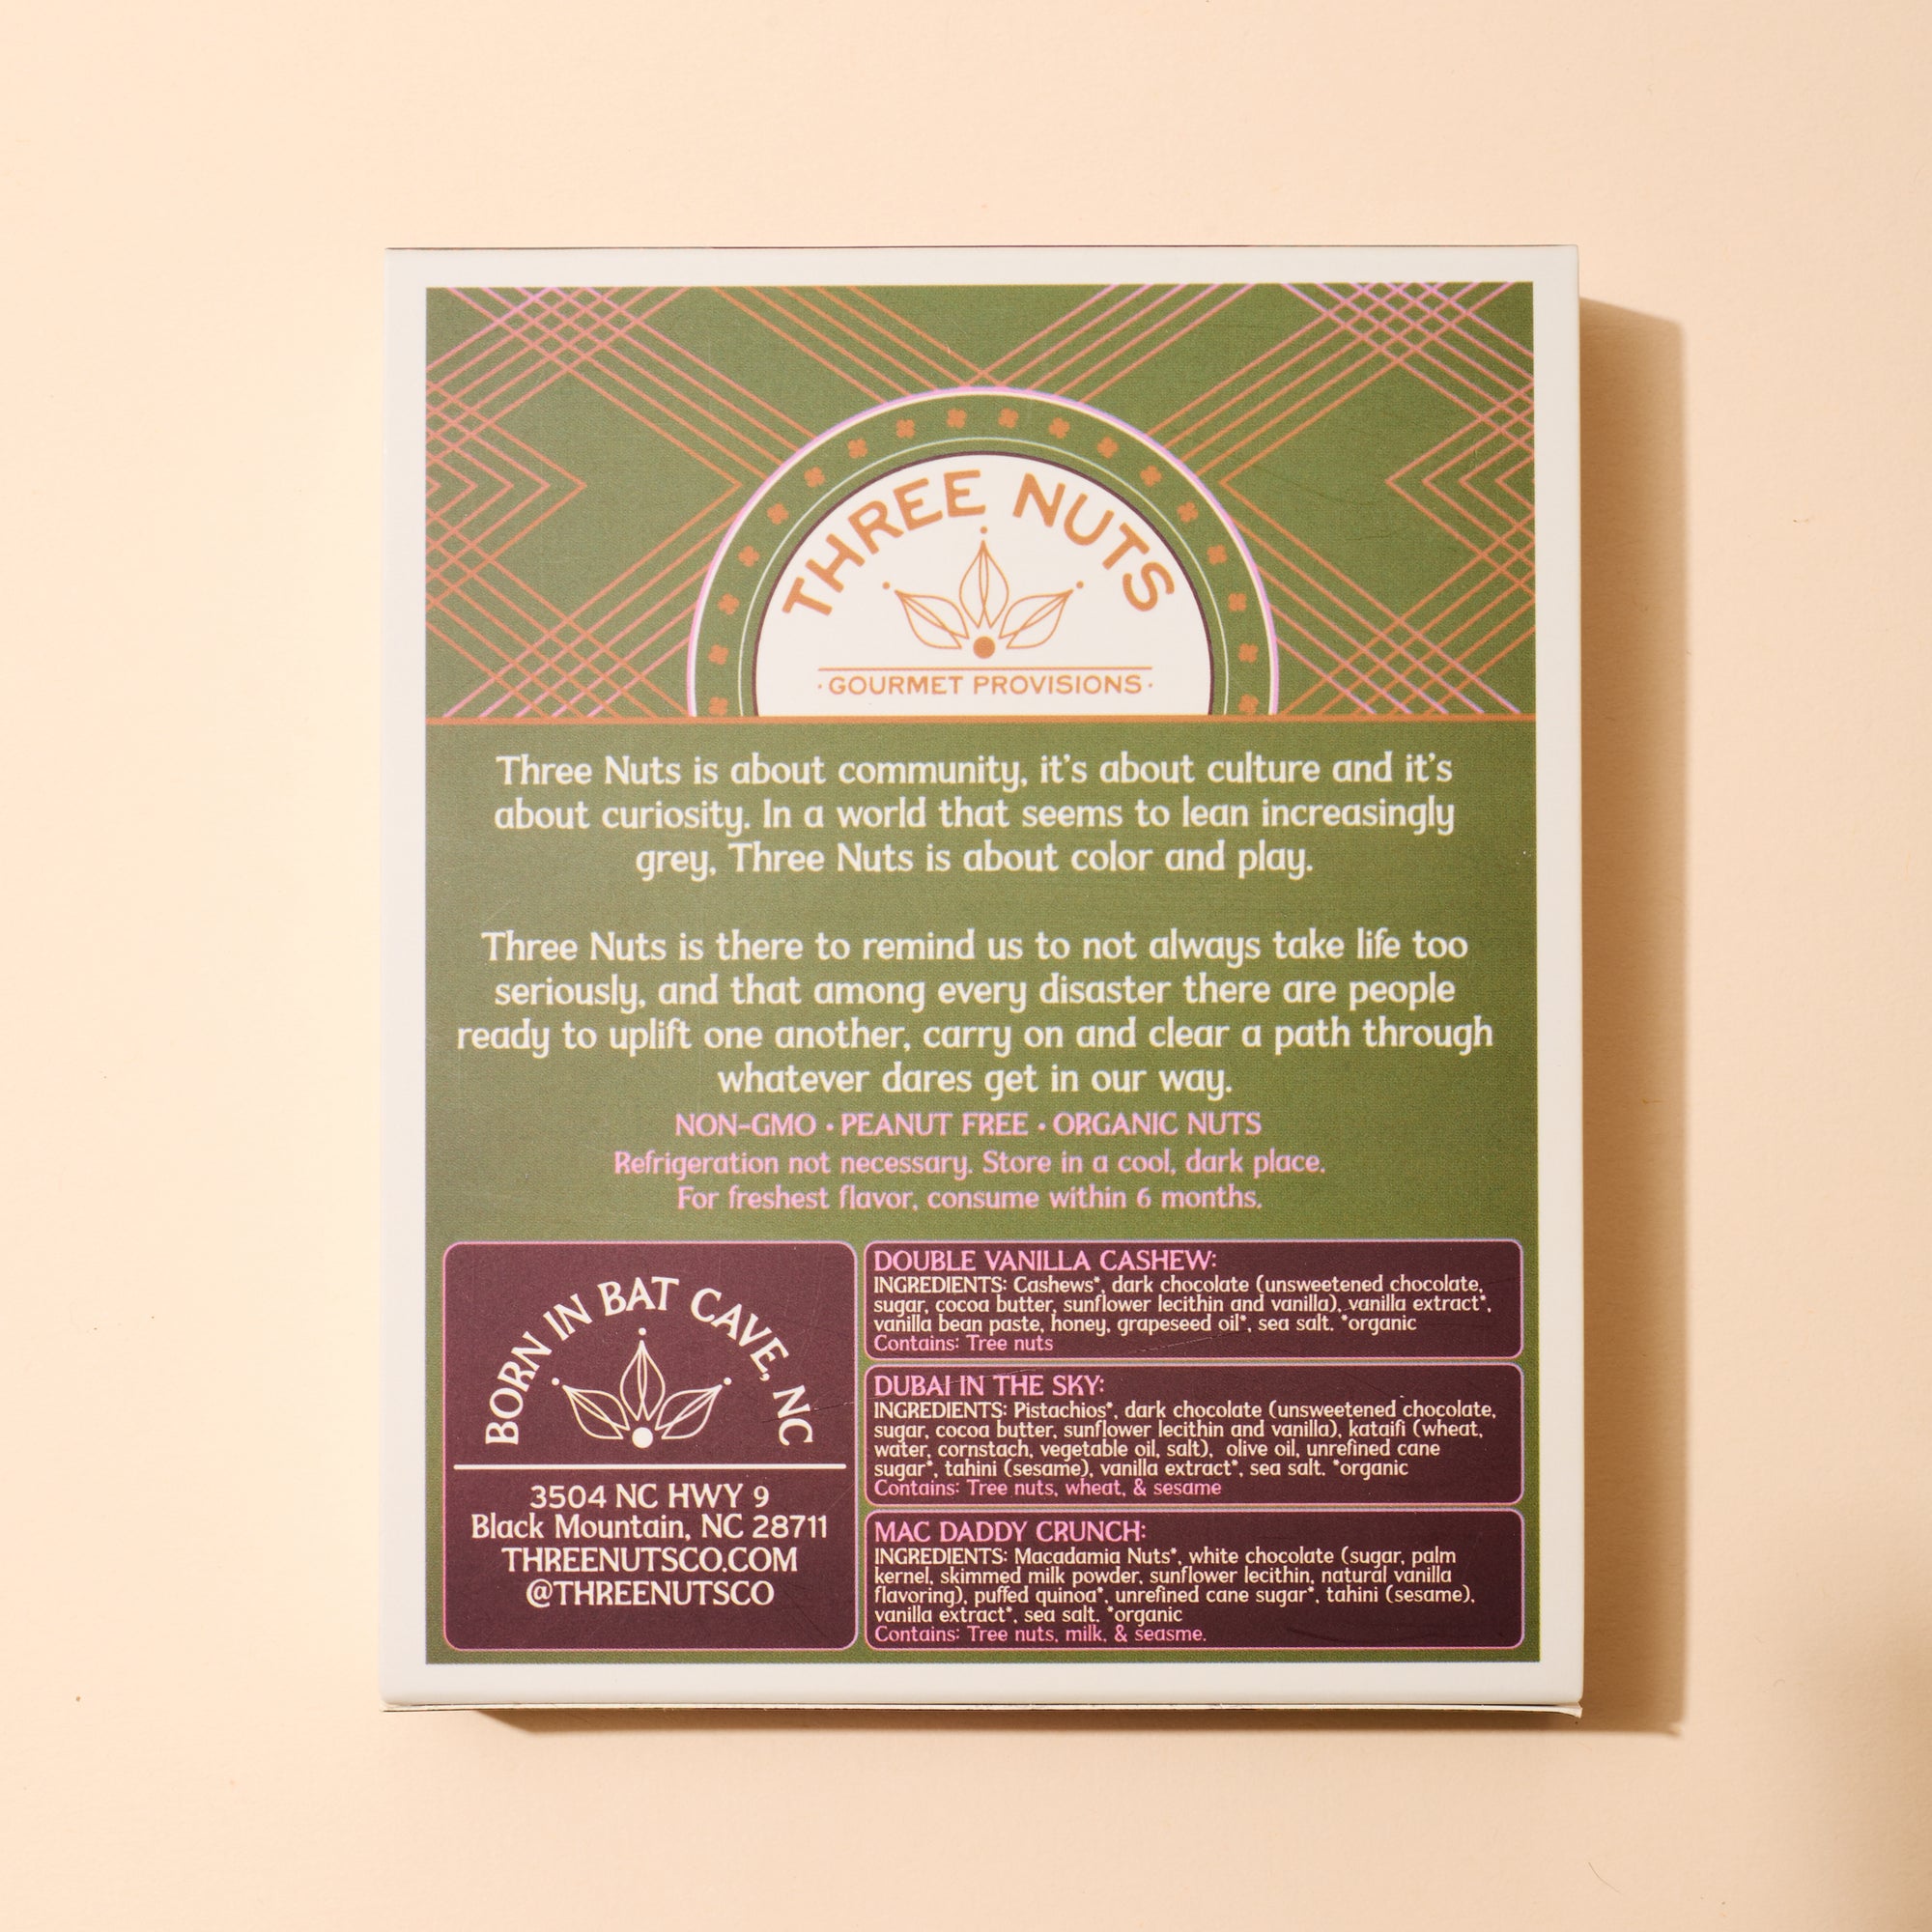 THREE NUTS
·GOURMET PROVISIONS·
Three Nuts is about community, it's about culture and it's
about curiosity. In a world that seems to lean increasingly
grey, Three Nuts is about color and play.
Three Nuts is there to remind us to not always take life too
seriously, and that among every disaster there are people
ready to uplift one another, carry on and clear a path through
whatever dares get in our way.
NON-GMO • PEANUT FREE • ORGANIC NUTS
Refrigeration not necessary. Store in a cool, dark place.
For freshest flavor, consume within 6 months.
BORN IN BAT CAVE, NC
3504 NC HWY 9
Black Mountain, NC 28711
THREENUTSCO.COM
@THREENUTSCO
DOUBLE VANILLA CASHEW:
INGREDIENTS: Cashews*, dark chocolate (unsweetened chocolate,
sugar, cocoa butter, sunflower lecithin and vanilla), vanilla extract*,
vanilla bean paste, honey, grapeseed oil*, sea salt. *organic
Contains: Tree nuts
DUBAI IN THE SKY:
INGREDIENTS: Pistachios*, dark chocolate (unsweetened chocolate,
sugar, cocoa butter, sunflower lecithin and vanilla), kataifi (wheat,
water, cornstach, vegetable oil, salt), olive oil, unrefined cane
sugar*, tahini (sesame), vanilla extract*, sea salt. *organic
Contains: Tree nuts, wheat, & sesame
MAC DADDY CRUNCH:
INGREDIENTS: Macadamia Nuts*, white chocolate (sugar, palm
kernel, skimmed milk powder, sunflower lecithin, natural vanilla
flavoring), puffed quinoa*, unrefined cane sugar*, tahini (sesame),
vanilla extract*, sea salt. *organic
Contains: Tree nuts, milk, & seasme.